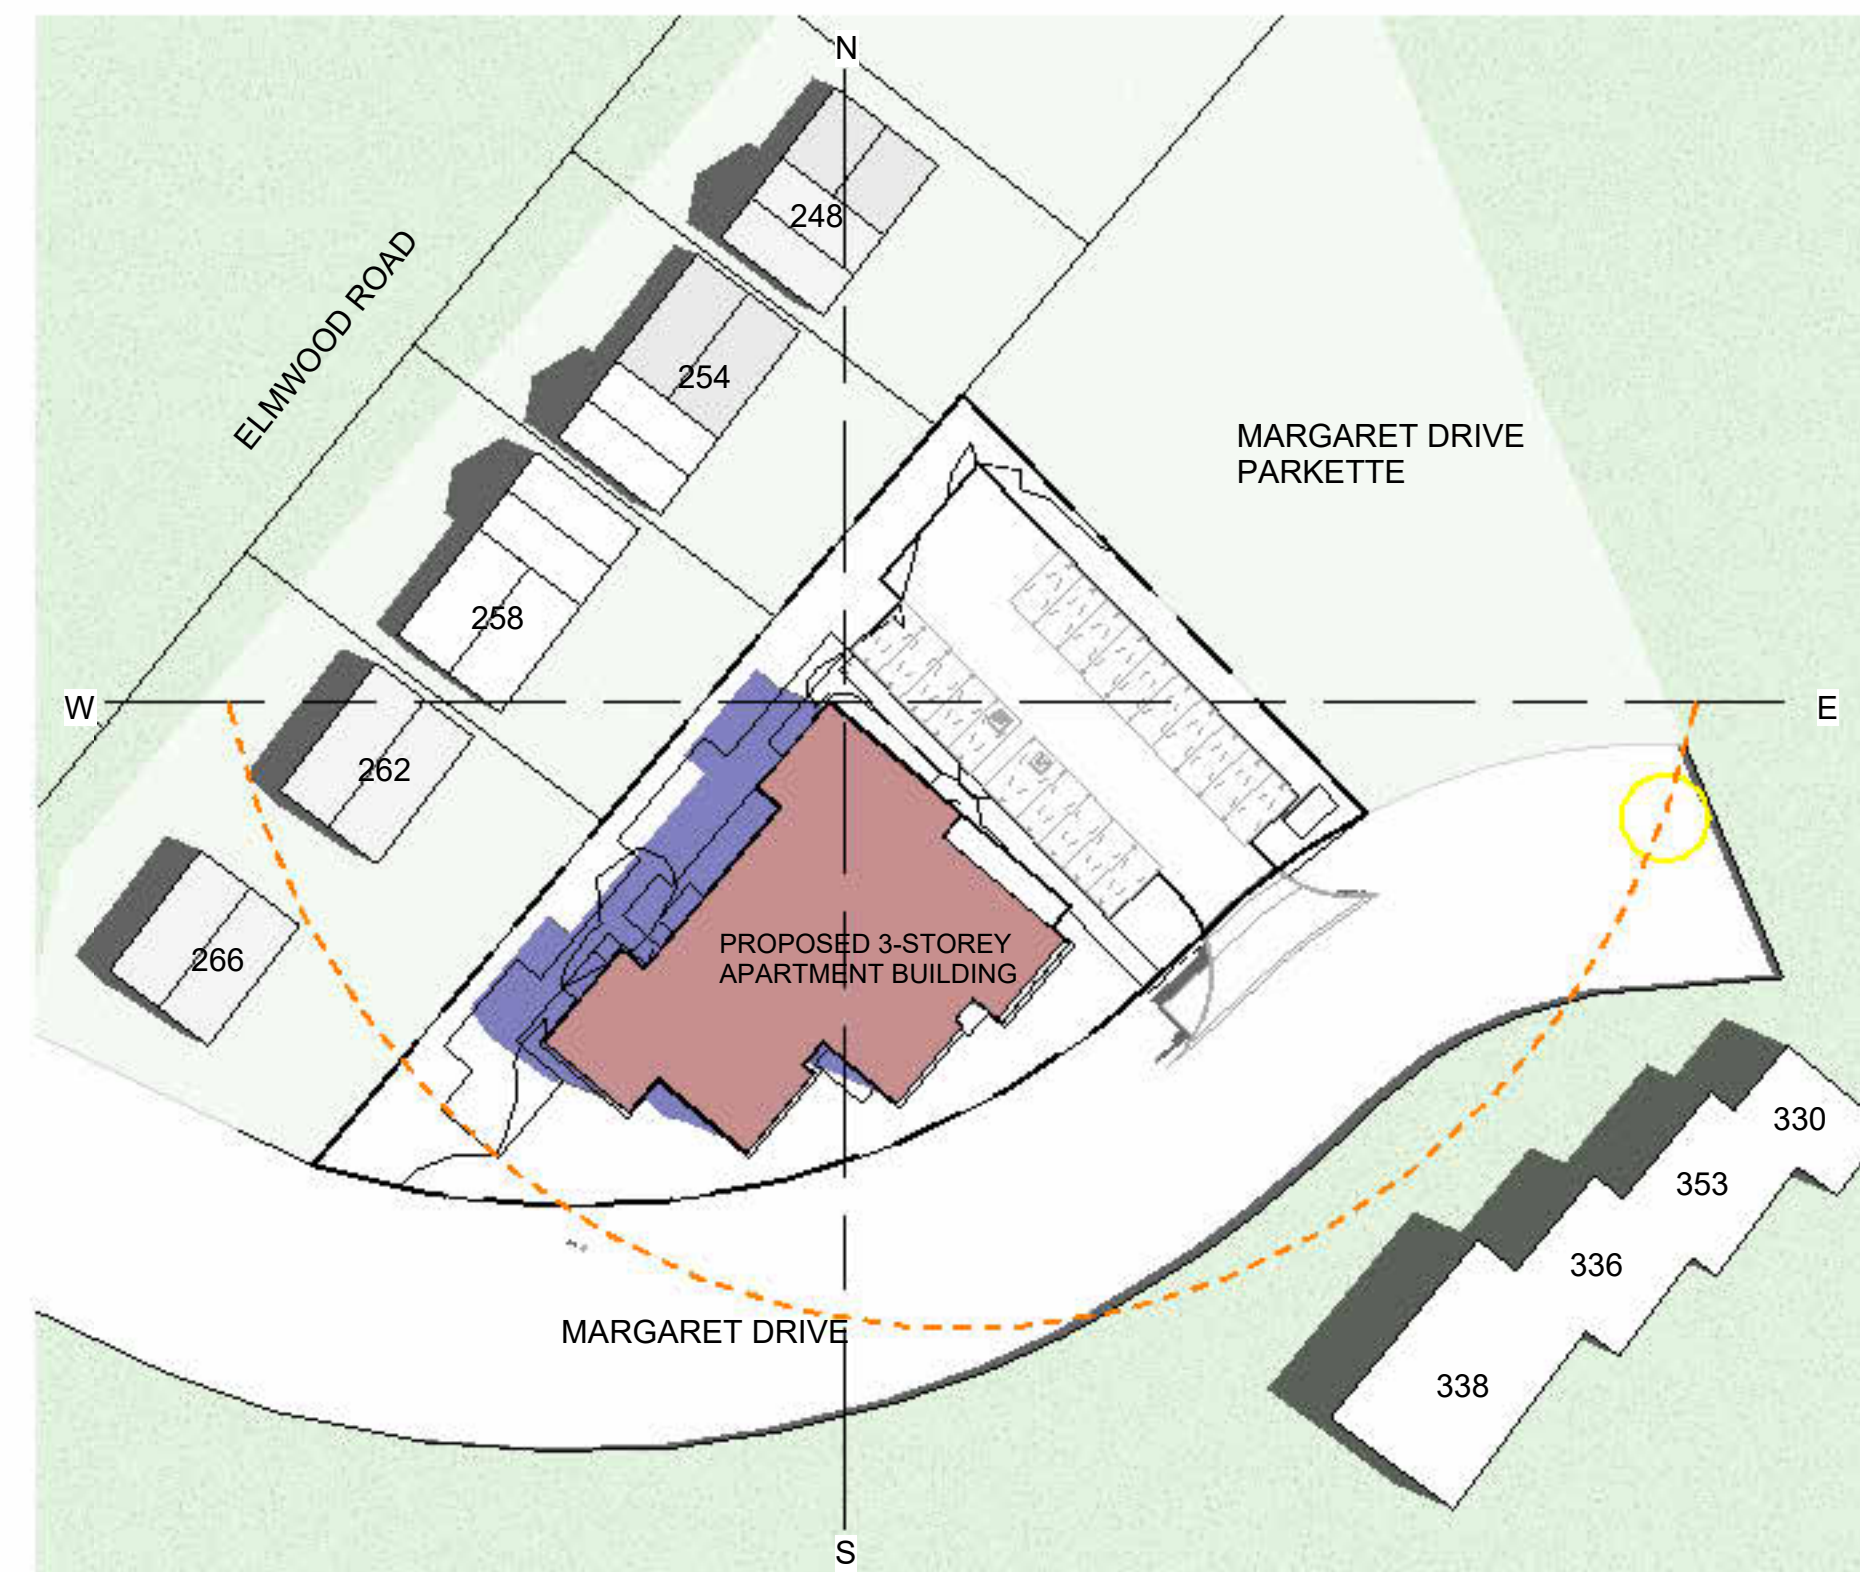 N
248
ELMWOOD ROAD
254
MARGARET DRIVE
PARKETTE
258
W
E
262
266
PROPOSED 3-STOREY
APARTMENT BUILDING
330
353
336
MARGARET DRIVE
338
S